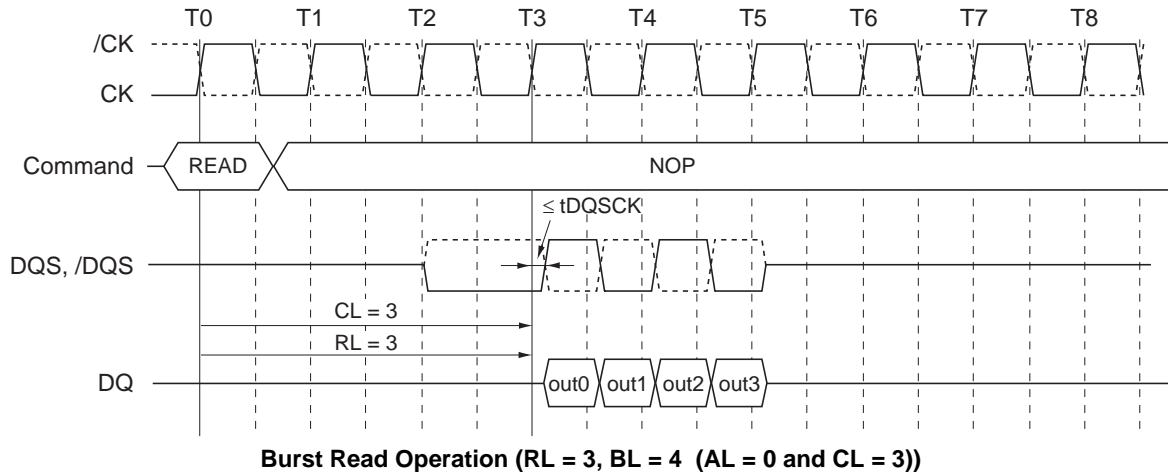 T0 T1 T2 T3 T4 T5 T6 T7 T8
/CK
CK
Command READ NOP
≤ tDQSCK
DQS, /DQS
CL = 3
RL = 3
DQ out0 out1 out2 out3
Burst Read Operation (RL = 3, BL = 4 (AL = 0 and CL = 3))